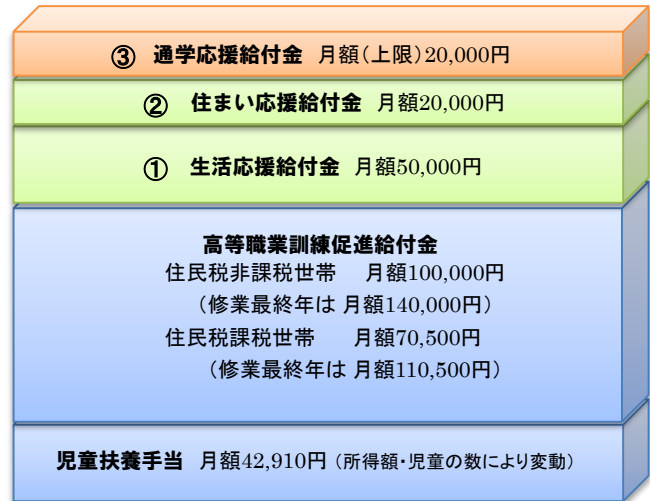 ③ 通学応援給付金 月額(上限)20,000円
② 住まい応援給付金 月額20,000円
① 生活応援給付金 月額50,000円
高等職業訓練促進給付金
住民税非課税世帯 月額100,000円
(修業最終年は 月額140,000円)
住民税課税世帯 月額70,500円
(修業最終年は 月額110,500円)
児童扶養手当 月額42,910円 (所得額・児童の数により変動)